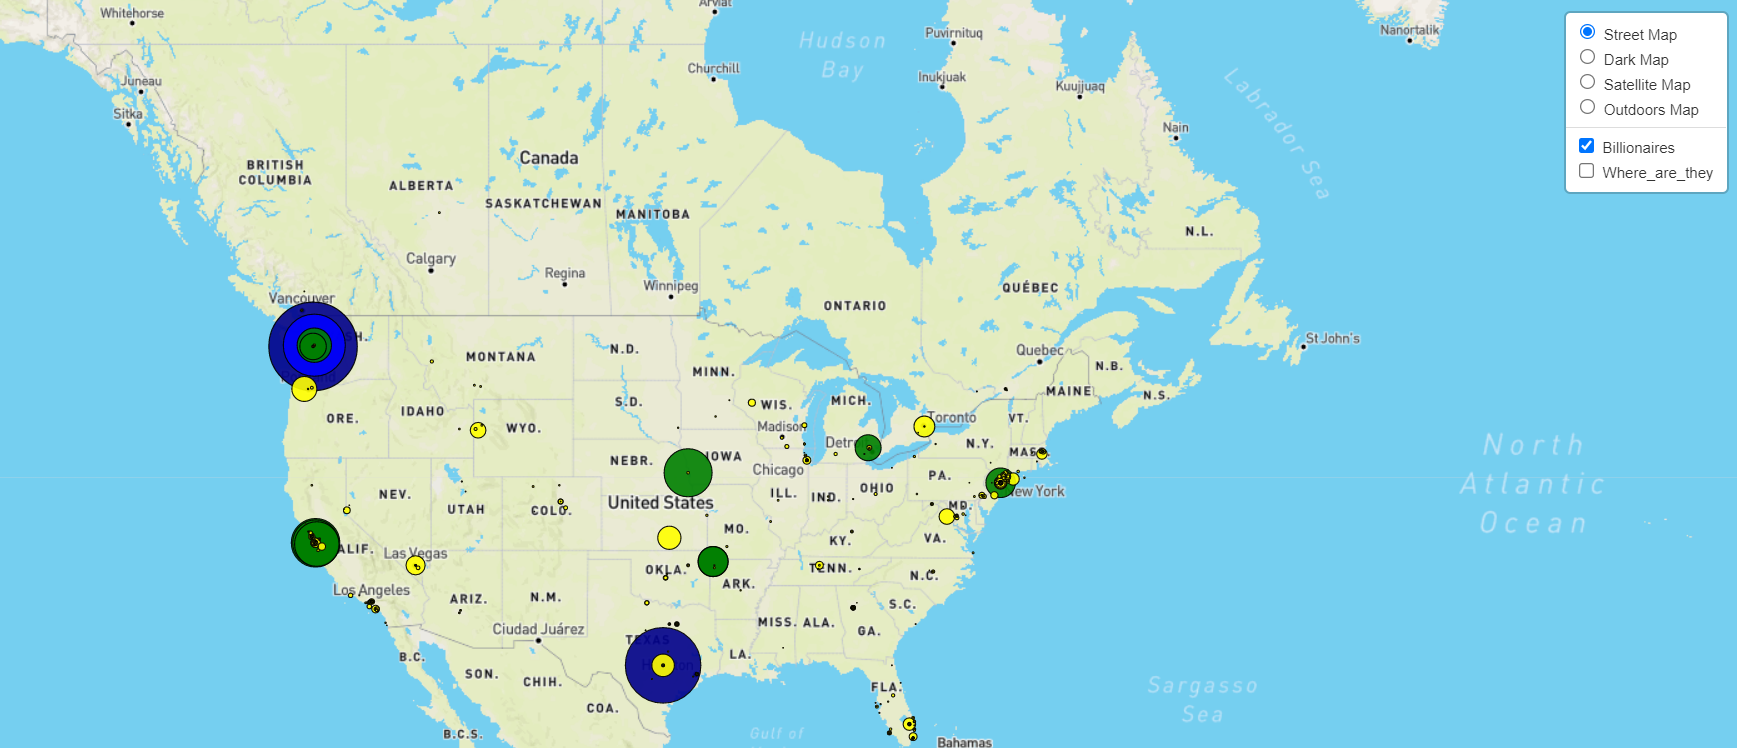 Whitehorse
Arviat
Nanortalik
Puvirnituq
Hudson
Bay
Churchill
Inukjuak
Kuujjuaq
Labrador Sea
Juneau
Sitka
Nain
Street Map
Dark Map
Satellite Map
Outdoors Map
Billionaires
Where_are_they
BRITISH
COLUMBIA
Canada
ALBERTA
SASKATCHEWAN
MANITOBA
N.L.
Calgary
Regina
Winnipeg
QUÉBEC
ONTARIO
Vancouver
St John's
MONTANA
N.D.
MINN.
Quebec
N.B.
MAINE
N.S.
IDAHO
ORE.
WYO.
S.D.
WIS.
MICH.
Madison
Toronto
VT.
N.Y.
NEBR.
IOWA
Chicago
PA.
North
Atlantic
Ocean
NEV.
UTAH
COLO.
United States
ILL.
IND.
OHIO
New York
MD.
MO.
KY.
VA.
Las Vegas
OKLA.
ARK.
TENN.
N.C.
Los Angeles
ARIZ.
N.M.
S.C.
MISS.
ALA.
GA.
Ciudad Juárez
TEXAS
B.C.
SON.
CHIH.
LA.
FLA.
Sargasso
Sea
COA.
B.C.S.
Gulf of
Bahamas